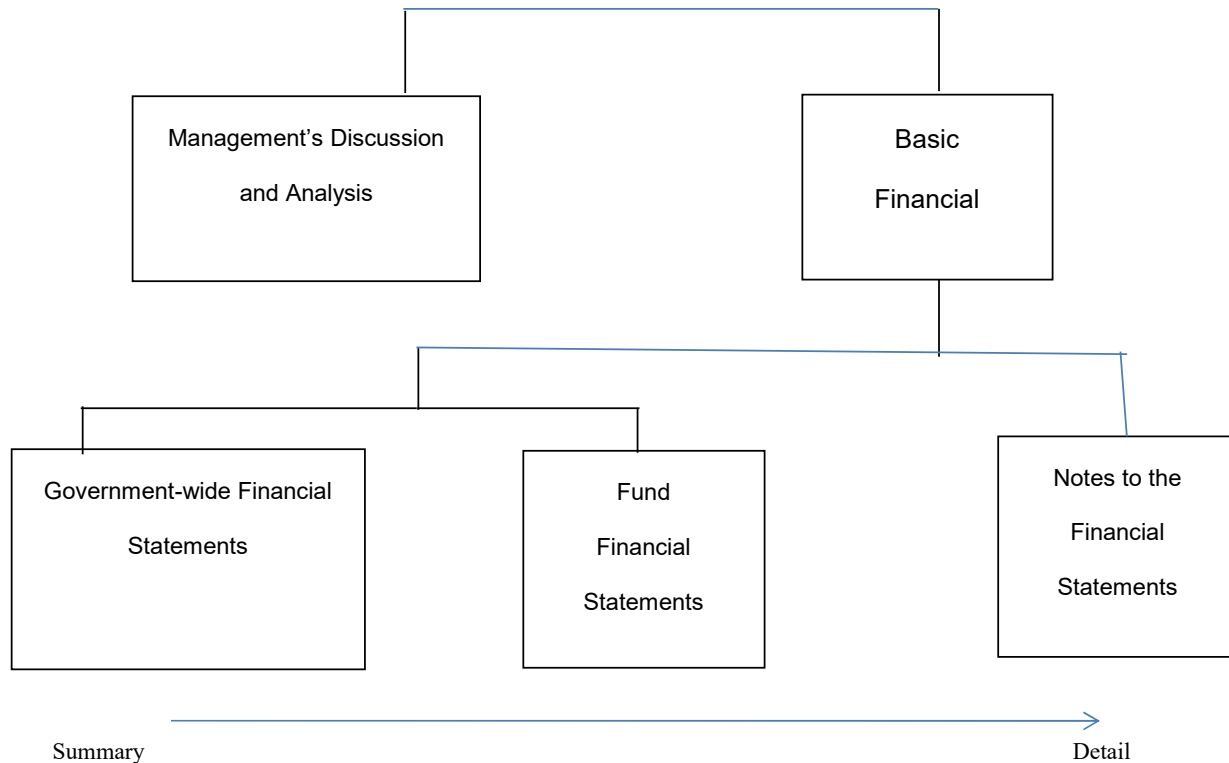 Management’s Discussion
and Analysis
Basic
Financial
Government-wide Financial
Statements
Fund
Financial
Statements
Notes to the
Financial
Statements
Summary
Detail